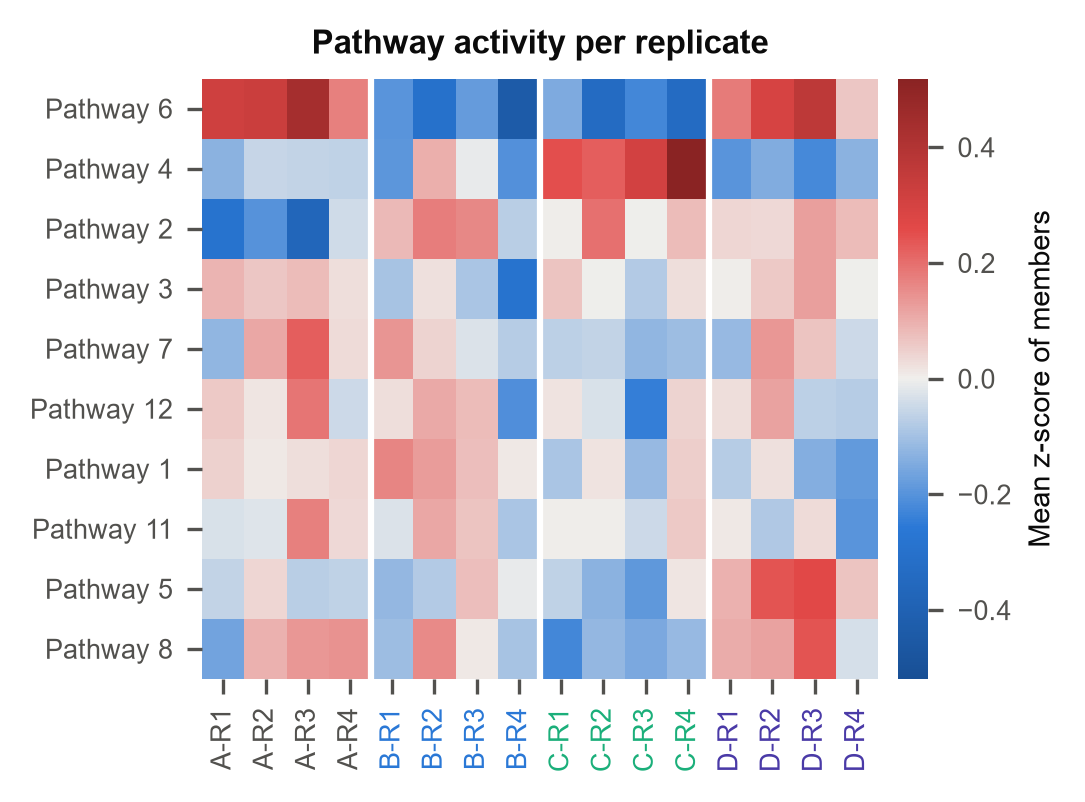 Pathway activity per replicate
Pathway 6
Pathway 4
Pathway 2
Pathway 3
Pathway 7
Pathway 12
Pathway 1
Pathway 11
Pathway 5
Pathway 8
A-R1
A-R2
A-R3
A-R4
B-R1
B-R2
B-R3
B-R4
C-R1
C-R2
C-R3
C-R4
D-R1
D-R2
D-R3
D-R4
0.4
0.2
0.0
−0.2
−0.4
Mean z-score of members